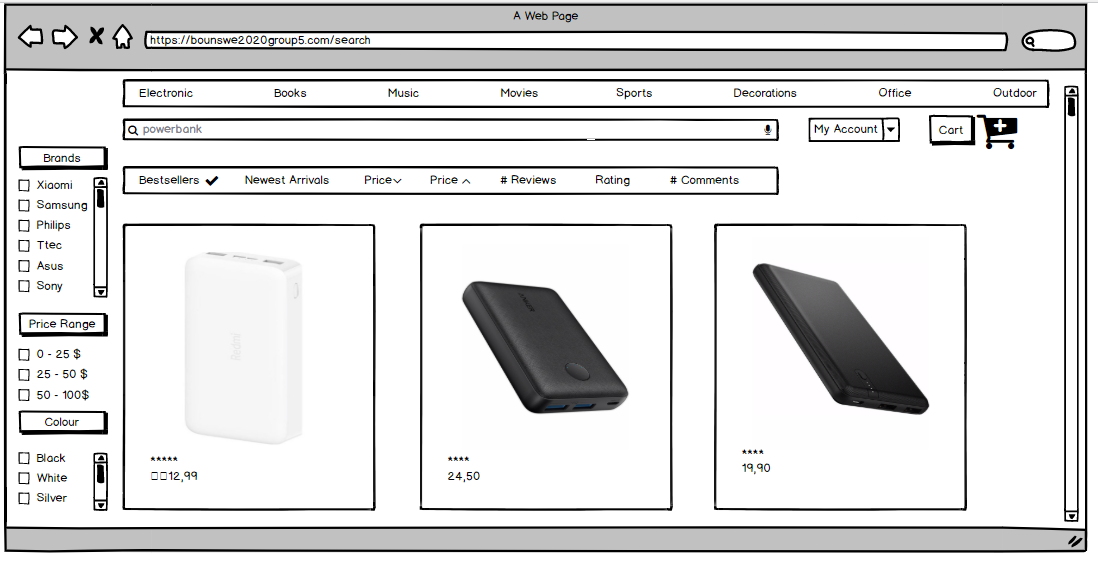 A Web Page
https://bounswe2020group5.com/search
Electronic Books Music Movies Sports Decorations Office Outdoor
powerbank
My Account
Cart
Brands
Xiaomi
Samsung
Philips
Ttec
Asus
Sony
Price Range
0 - 25 $
25 - 50 $
50 - 100$
Colour
Black
White
Silver
Bestsellers Newest Arrivals Price Price # Reviews Rating # Comments
Redmi
*****
□□12,99
ANKER
****
24,50
****
19,90